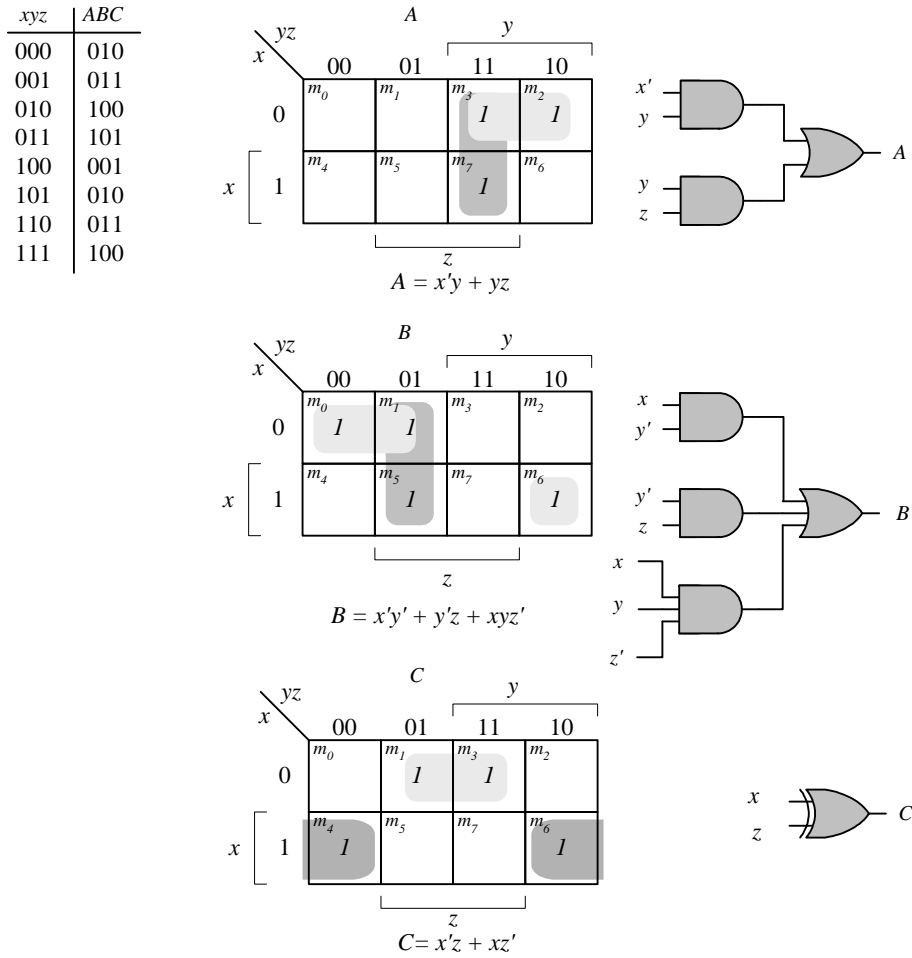 xyz ABC
000 010
001 011
010 100
011 101
100 001
101 010
110 011
111 100
A
y
yz
x
00 01 11 10
m0 m1 m3 m2
0 1 1
m4 m5 m7 m6
x 1 1
z
A = x'y + yz
x'
y
y
z
A
B
y
yz
x
00 01 11 10
m0 m1 m3 m2
0 1 1
m4 m5 m7 m6
x 1 1 1
z
B = x'y' + y'z + xyz'
x
y'
y'
z
x
y
z'
B
C
y
yz
x
00 01 11 10
m0 m1 m3 m2
0 1 1
m4 m5 m7 m6
x 1 1 1
z
C= x'z + xz'
x
z
C